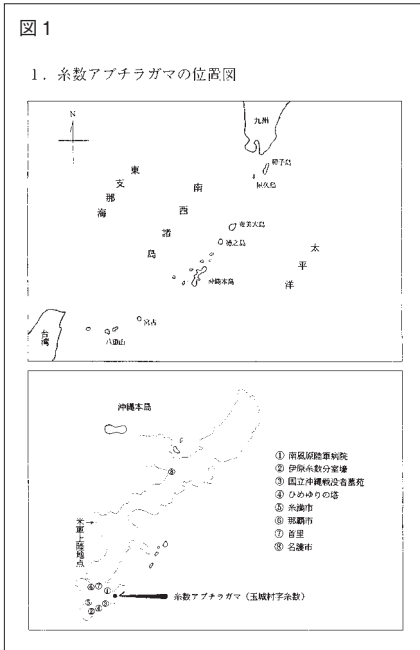 図1
1. 糸数アブチラガマの位置図
N
九州
種子島
屋久島
東支那海
南西諸島
奄美大島
徳之島
太平洋
沖縄本島
宮古
八重山
台湾
沖縄本島
⑧
① 南風原陸軍病院
② 伊原糸数分室壕
③ 国立沖縄戦没者墓苑
④ ひめゆりの塔
⑤ 糸満市
⑥ 那覇市
⑦ 首里
⑧ 名護市
米軍上陸地点
⑥⑦①
⑤③
②④
糸数アブチラガマ（玉城村字糸数）